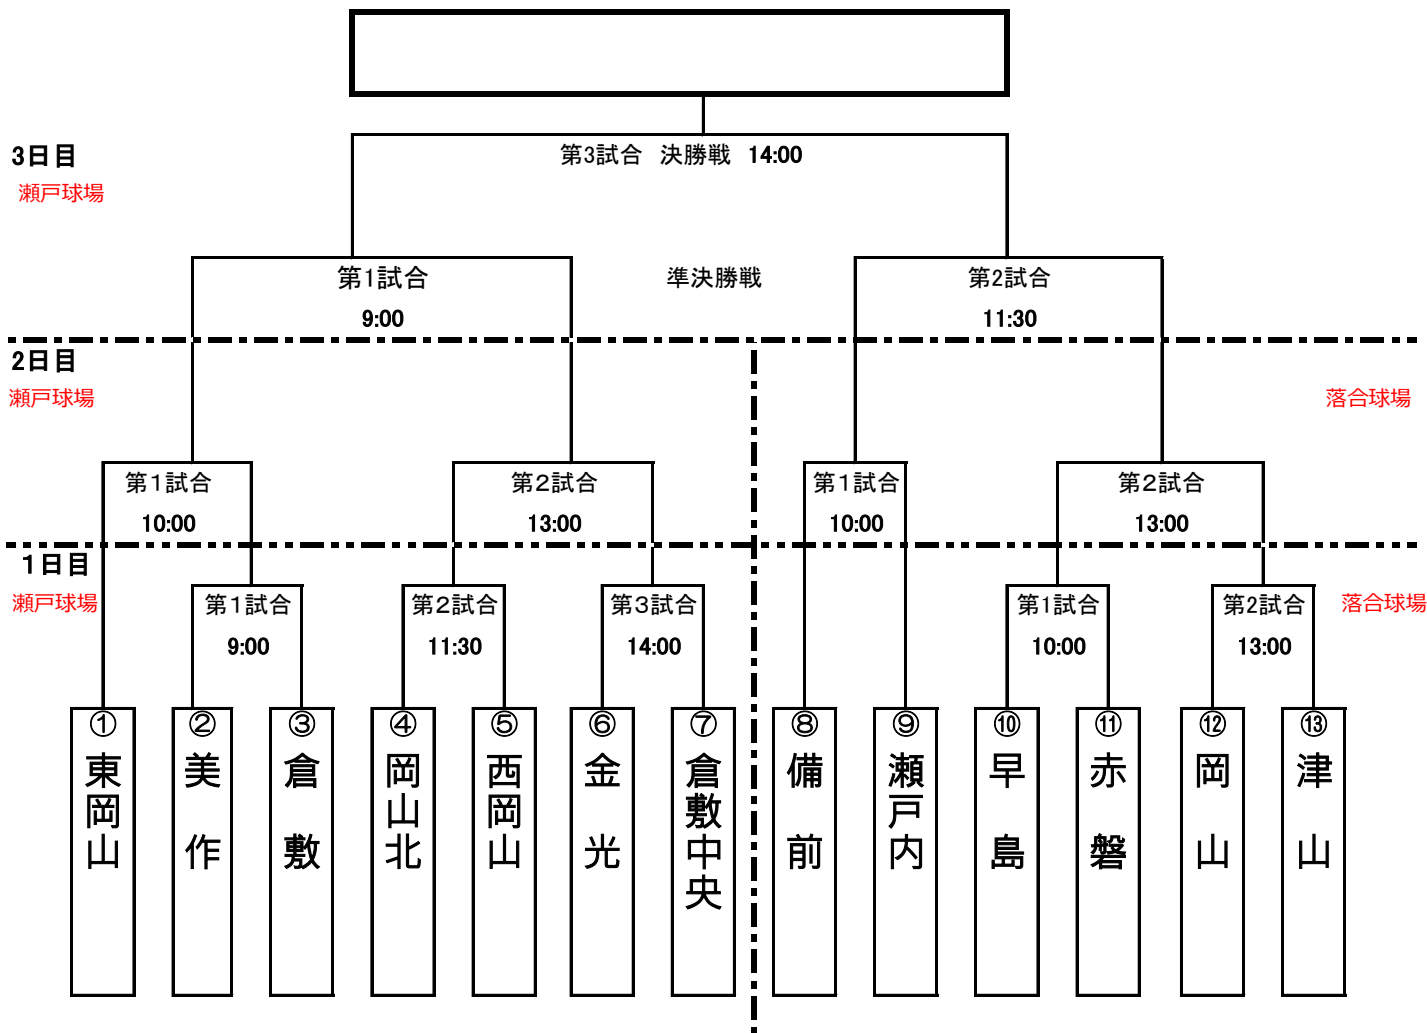 3日目
第3試合 決勝戦 14:00
瀬戸球場
第1試合
準決勝戦
第2試合
9:00
11:30
2日目
瀬戸球場
落合球場
第１試合
第２試合
第１試合
第２試合
10:00
13:00
10:00
13:00
１日目
瀬戸球場
落合球場
第１試合
第２試合
第３試合
第1試合
第2試合
9:00
11:30
14:00
10:00
13:00
①東岡山
②美作
③倉敷
④岡山北
⑤西岡山
⑥金光
⑦倉敷中央
⑧備前
⑨瀬戸内
⑩早島
⑪赤磐
⑫岡山
⑬津山